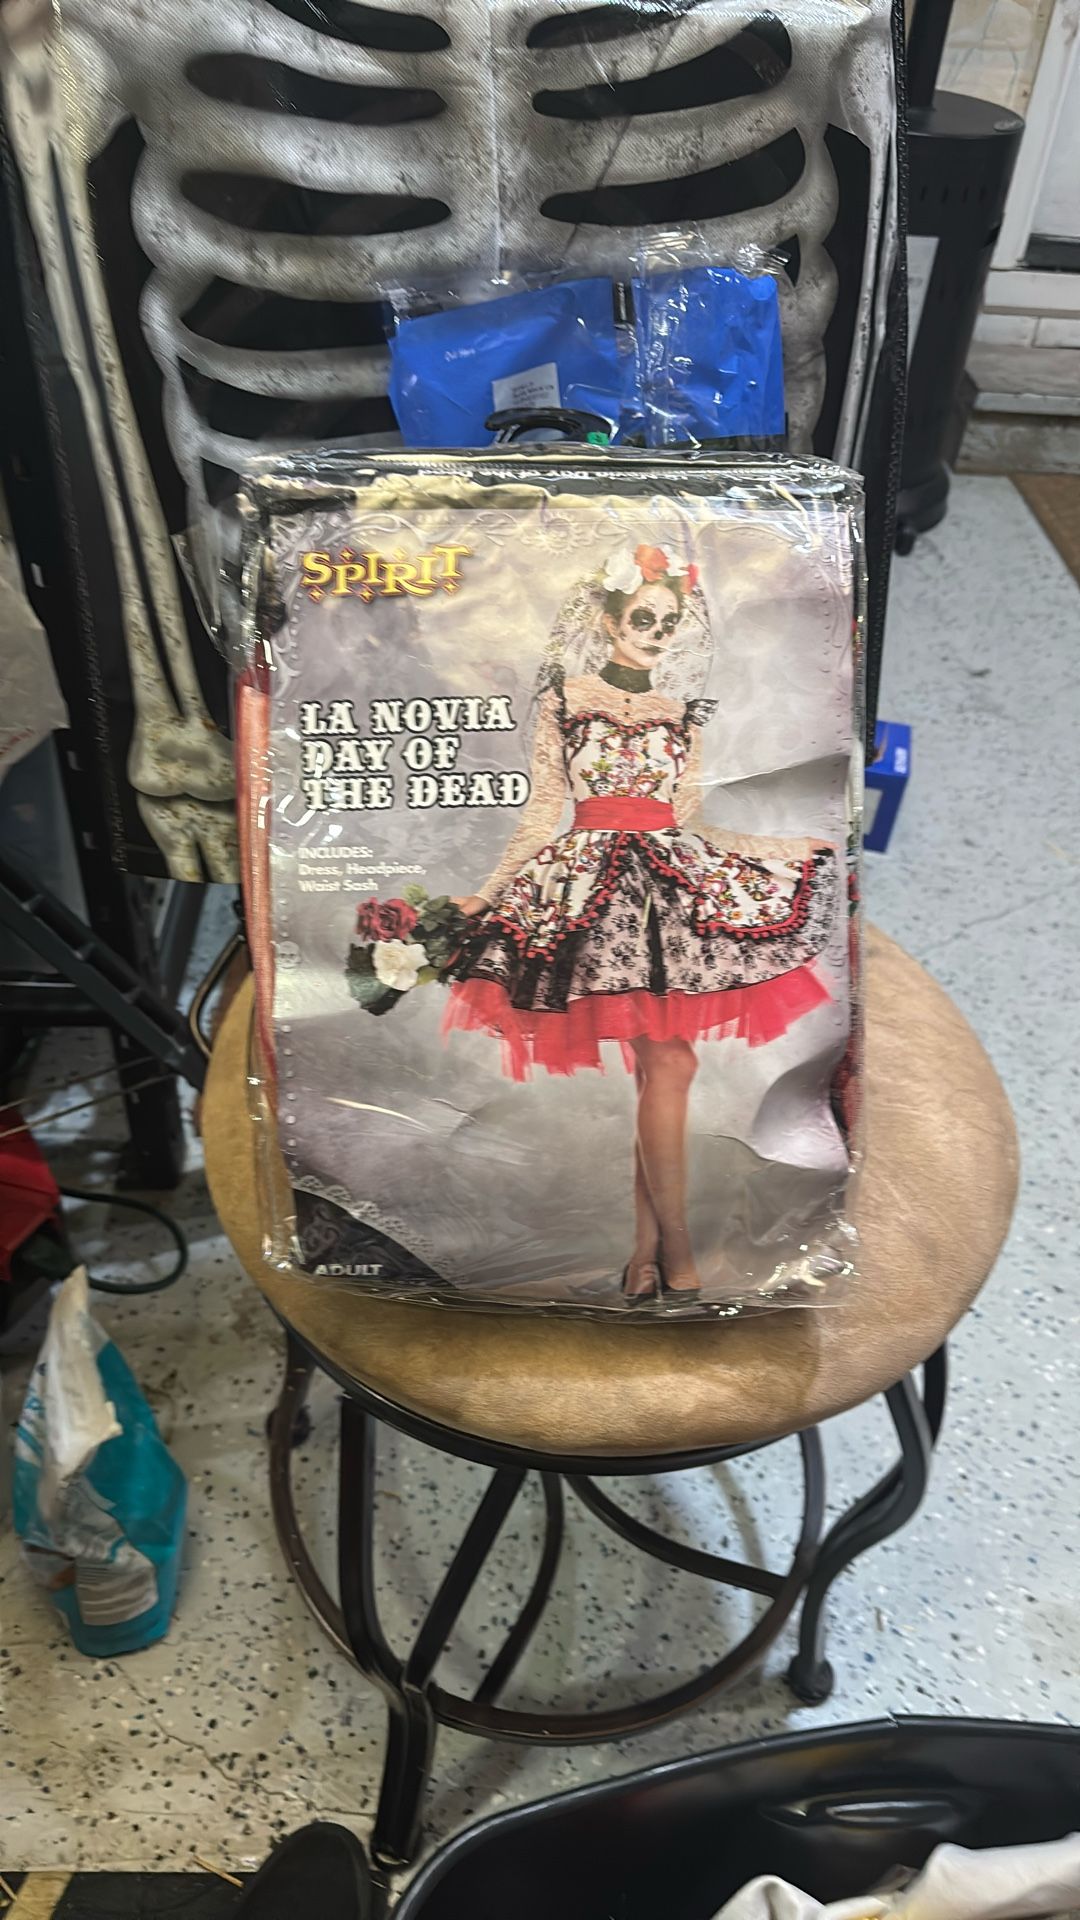 SPIRIT
LA NOVIA
DAY OF
THE DEAD
INCLUDES:
Dress, Headpiece,
Waist Sash
ADULT